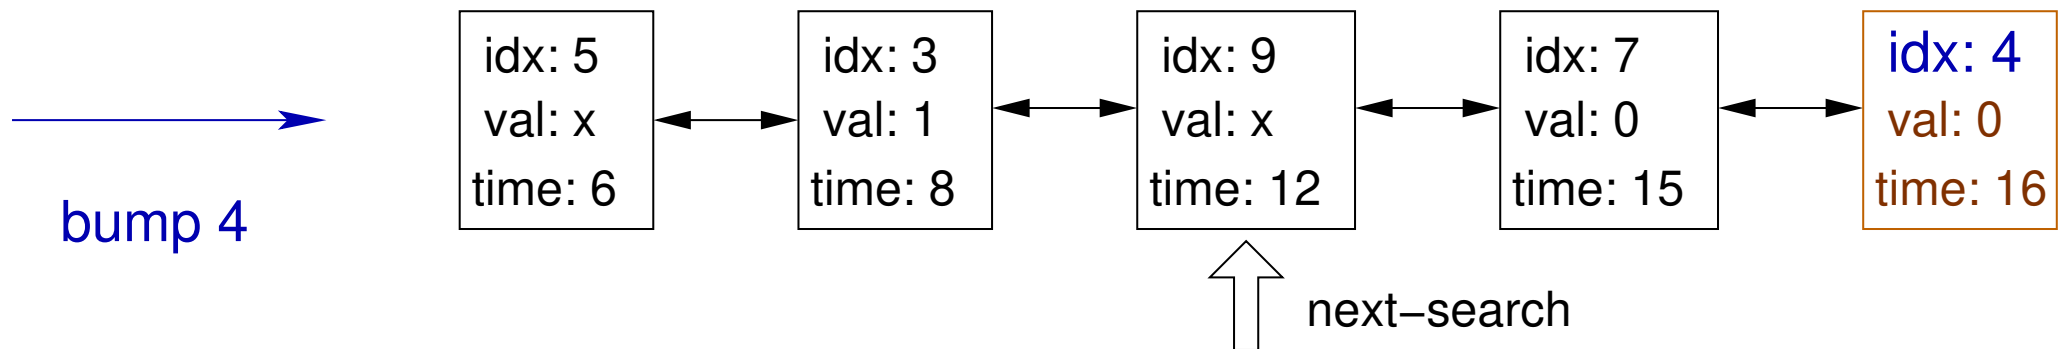 idx: 5
val: x
time: 6
idx: 3
val: 1
time: 8
idx: 9
val: x
time: 12
idx: 7
val: 0
time: 15
idx: 4
val: 0
time: 16
bump 4
next−search